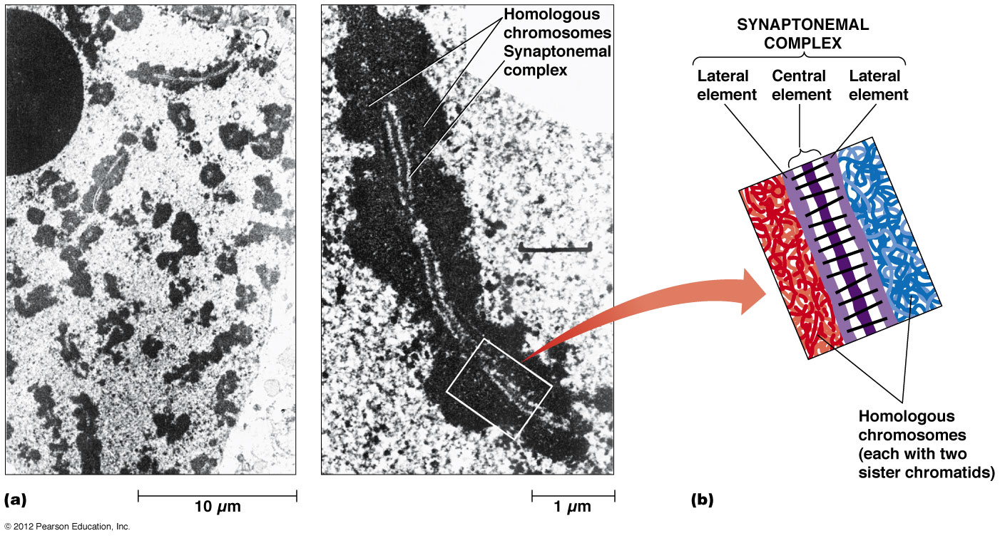 Homologous
chromosomes
Synaptonemal
complex
SYNAPTONEMAL
COMPLEX
Lateral
element
Central
element
Lateral
element
Homologous
chromosomes
(each with two
sister chromatids)
(a)
10 µm
1 µm
(b)
© 2012 Pearson Education, Inc.